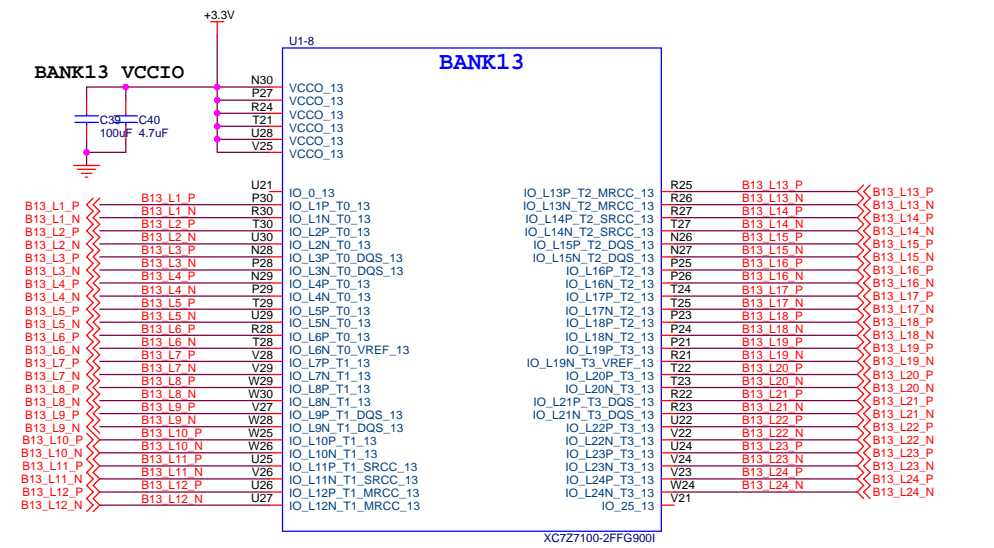 +3.3V
U1-8
BANK13
BANK13 VCCIO
C39 C40
100uF 4.7uF
N30 VCCO_13
P27 VCCO_13
R24 VCCO_13
T21 VCCO_13
U28 VCCO_13
V25 VCCO_13
U21 IO_0_13
B13_L1_P B13_L1_P P30 IO_L1P_T0_13
B13_L1_N B13_L1_N R30 IO_L1N_T0_13
B13_L2_P B13_L2_P T30 IO_L2P_T0_13
B13_L2_N B13_L2_N U30 IO_L2N_T0_13
B13_L3_P B13_L3_P N28 IO_L3P_T0_DQS_13
B13_L3_N B13_L3_N P28 IO_L3N_T0_DQS_13
B13_L4_P B13_L4_P N29 IO_L4P_T0_13
B13_L4_N B13_L4_N P29 IO_L4N_T0_13
B13_L5_P B13_L5_P T29 IO_L5P_T0_13
B13_L5_N B13_L5_N U29 IO_L5N_T0_13
B13_L6_P B13_L6_P R28 IO_L6P_T0_13
B13_L6_N B13_L6_N T28 IO_L6N_T0_VREF_13
B13_L7_P B13_L7_P V28 IO_L7P_T1_13
B13_L7_N B13_L7_N V29 IO_L7N_T1_13
B13_L8_P B13_L8_P W29 IO_L8P_T1_13
B13_L8_N B13_L8_N W30 IO_L8N_T1_13
B13_L9_P B13_L9_P V27 IO_L9P_T1_DQS_13
B13_L9_N B13_L9_N W28 IO_L9N_T1_DQS_13
B13_L10_P B13_L10_P W25 IO_L10P_T1_13
B13_L10_N B13_L10_N W26 IO_L10N_T1_13
B13_L11_P B13_L11_P U25 IO_L11P_T1_SRCC_13
B13_L11_N B13_L11_N V26 IO_L11N_T1_SRCC_13
B13_L12_P B13_L12_P U26 IO_L12P_T1_MRCC_13
B13_L12_N B13_L12_N U27 IO_L12N_T1_MRCC_13
IO_L13P_T2_MRCC_13 R25 B13_L13_P B13_L13_P
IO_L13N_T2_MRCC_13 R26 B13_L13_N B13_L13_N
IO_L14P_T2_SRCC_13 R27 B13_L14_P B13_L14_P
IO_L14N_T2_SRCC_13 T27 B13_L14_N B13_L14_N
IO_L15P_T2_DQS_13 N26 B13_L15_P B13_L15_P
IO_L15N_T2_DQS_13 N27 B13_L15_N B13_L15_N
IO_L16P_T2_13 P25 B13_L16_P B13_L16_P
IO_L16N_T2_13 P26 B13_L16_N B13_L16_N
IO_L17P_T2_13 T24 B13_L17_P B13_L17_P
IO_L17N_T2_13 T25 B13_L17_N B13_L17_N
IO_L18P_T2_13 P23 B13_L18_P B13_L18_P
IO_L18N_T2_13 P24 B13_L18_N B13_L18_N
IO_L19P_T3_13 P21 B13_L19_P B13_L19_P
IO_L19N_T3_VREF_13 R21 B13_L19_N B13_L19_N
IO_L20P_T3_13 T22 B13_L20_P B13_L20_P
IO_L20N_T3_13 T23 B13_L20_N B13_L20_N
IO_L21P_T3_DQS_13 R22 B13_L21_P B13_L21_P
IO_L21N_T3_DQS_13 R23 B13_L21_N B13_L21_N
IO_L22P_T3_13 U22 B13_L22_P B13_L22_P
IO_L22N_T3_13 V22 B13_L22_N B13_L22_N
IO_L23P_T3_13 U24 B13_L23_N B13_L23_P
IO_L23N_T3_13 V24 B13_L23_N B13_L23_N
IO_L24P_T3_13 V23 B13_L24_P B13_L24_P
IO_L24N_T3_13 W24 B13_L24_N B13_L24_N
IO_25_13 V21
XC7Z7100-2FFG900I